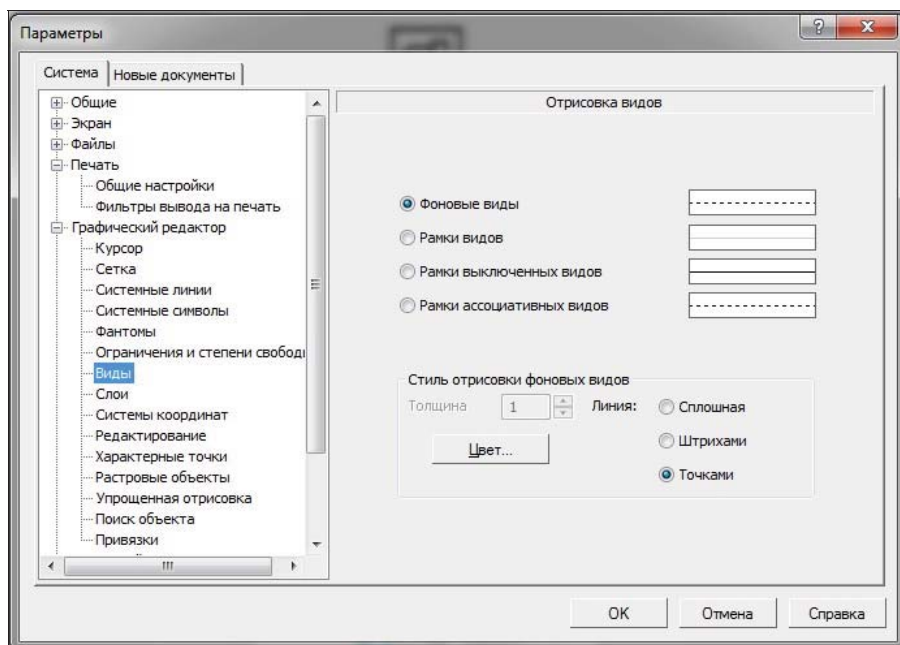 Параметры
Система
Новые документы
Общие
Экран
Файлы
Печать
Общие настройки
Фильтры вывода на печать
Графический редактор
Курсор
Сетка
Системные линии
Системные символы
Фантомы
Ограничения и степени свободы
Виды
Слои
Системы координат
Редактирование
Характерные точки
Растровые объекты
Упрощенная отрисовка
Поиск объекта
Привязки
Отрисовка видов
Фоновые виды
Рамки видов
Рамки выключенных видов
Рамки ассоциативных видов
Стиль отрисовки фоновых видов
Толщина 1 Линия: Сплошная
Штрихами
Цвет...
Точками
OK Отмена Справка